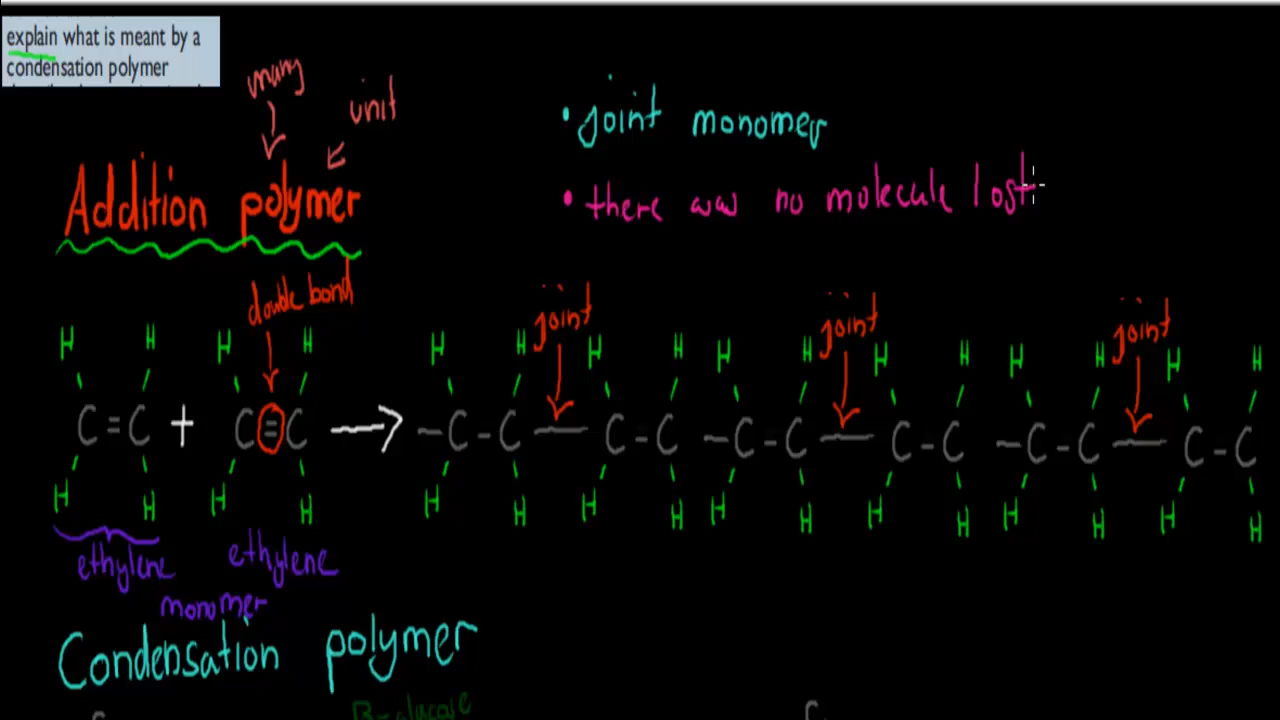 explain what is meant by a
condensation polymer
many
unit
• joint monomer
Addition polymer
• there was no molecule lost
double bond
joint joint joint
H H H H H H H H H H H H H H H H
C=C + C=C → –C–C — C–C –C–C — C–C –C–C — C–C
H H H H H H H H H H H H H H H H
ethylene ethylene
monomer
Condensation polymer
B-glucose